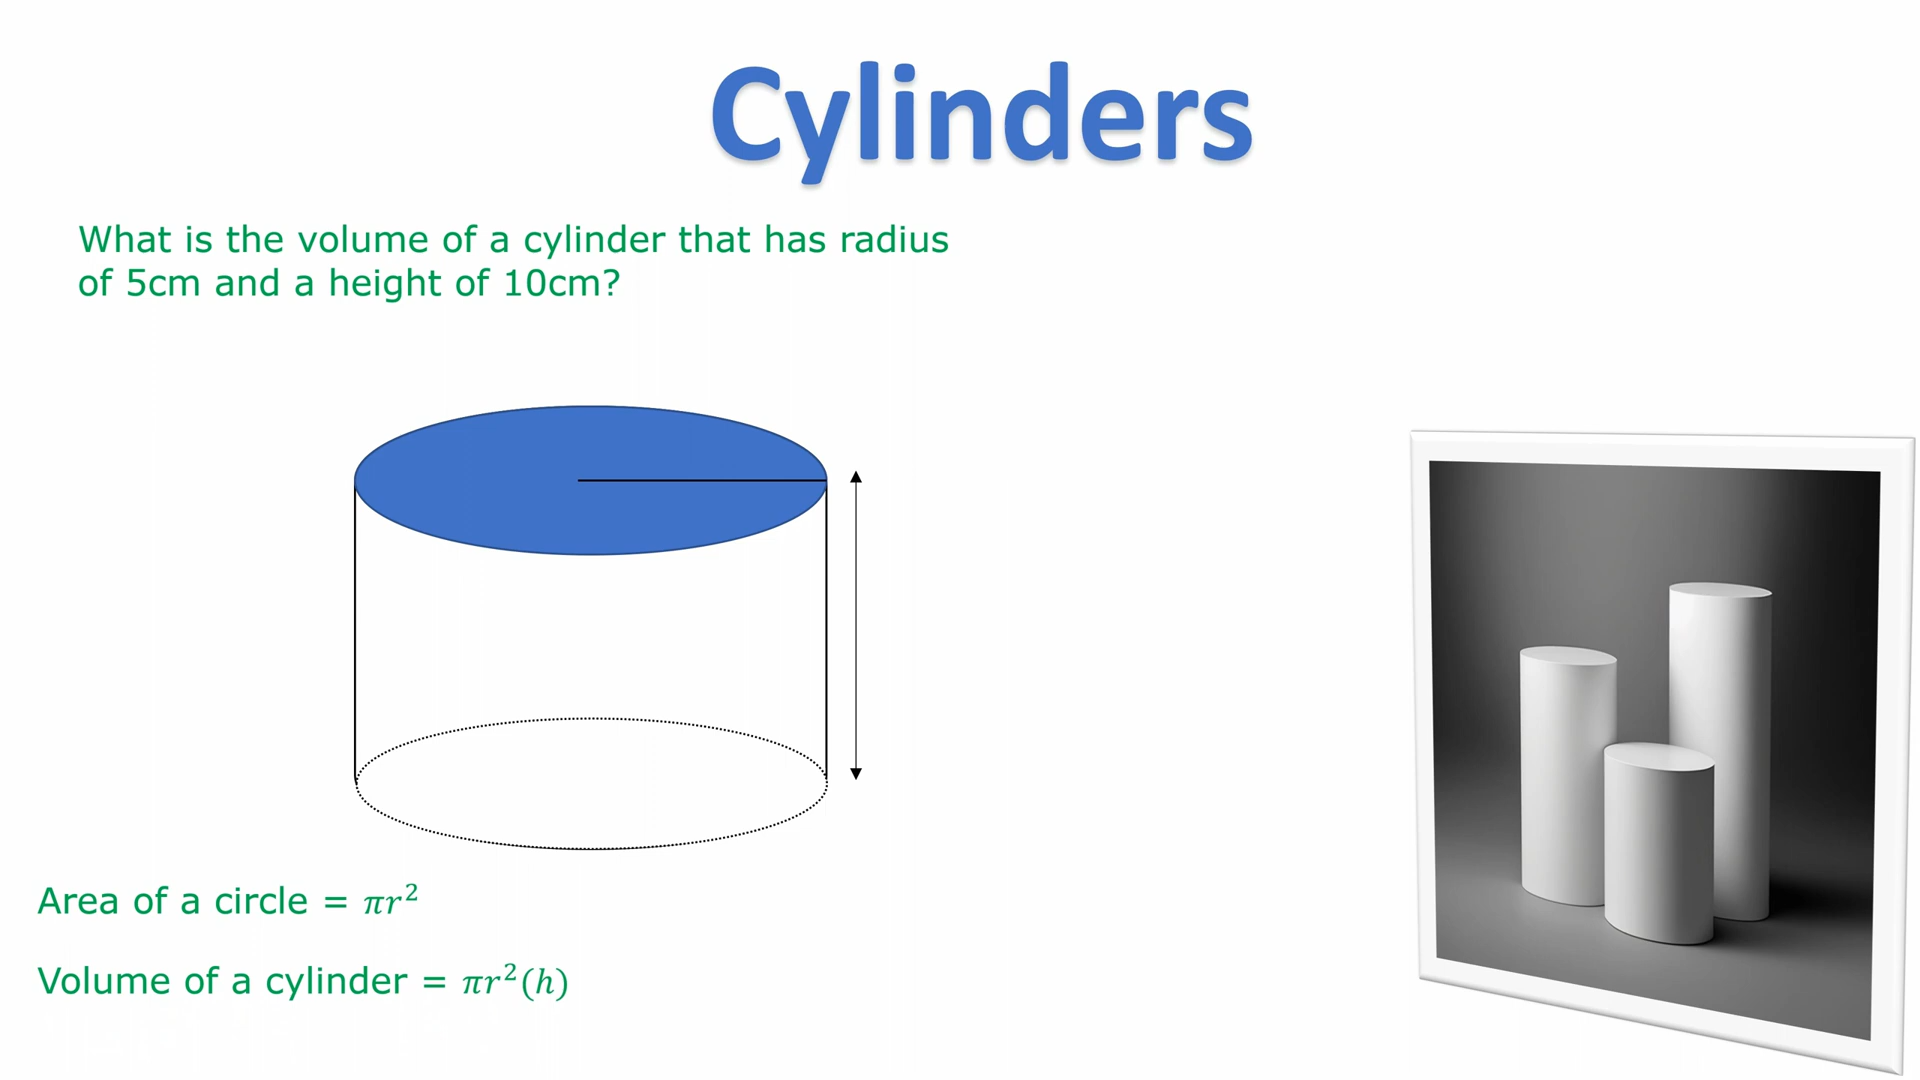 Cylinders
What is the volume of a cylinder that has radius
of 5cm and a height of 10cm?
Area of a circle = πr²
Volume of a cylinder = πr²(h)